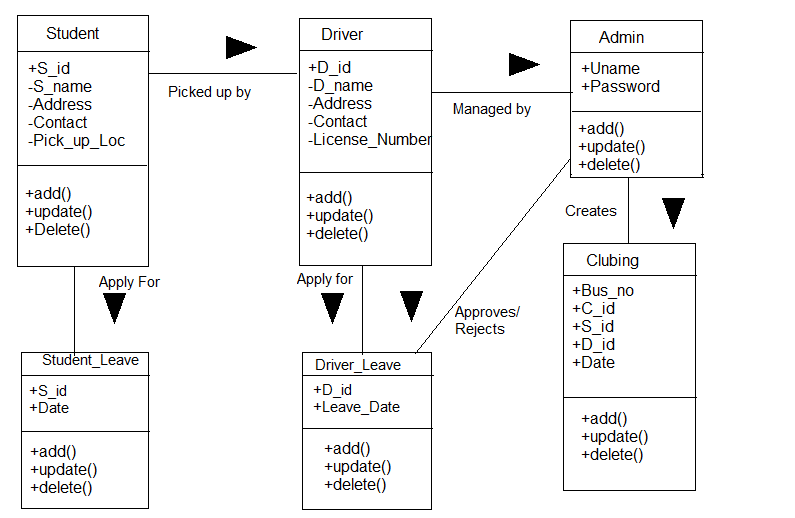 Student
+S_id
-S_name
-Address
-Contact
-Pick_up_Loc
+add()
+update()
+Delete()
Picked up by
Driver
+D_id
-D_name
-Address
-Contact
-License_Number
+add()
+update()
+delete()
Managed by
Admin
+Uname
+Password
+add()
+update()
+delete()
Creates
Apply For
Apply for
Approves/
Rejects
Student_Leave
+S_id
+Date
+add()
+update()
+delete()
Driver_Leave
+D_id
+Leave_Date
+add()
+update()
+delete()
Clubing
+Bus_no
+C_id
+S_id
+D_id
+Date
+add()
+update()
+delete()